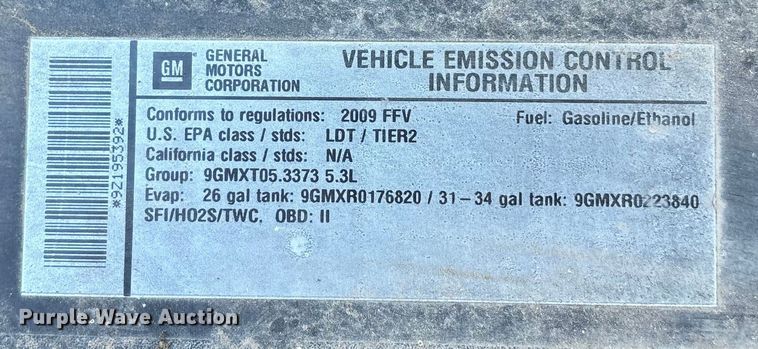 GM
GENERAL
MOTORS
CORPORATION
VEHICLE EMISSION CONTROL
INFORMATION
Conforms to regulations: 2009 FFV Fuel: Gasoline/Ethanol
U.S. EPA class / stds: LDT / TIER2
California class / stds: N/A
Group: 9GMXT05.3373 5.3L
Evap: 26 gal tank: 9GMXR0176820 / 31-34 gal tank: 9GMXR0223840
SFI/HO2S/TWC, OBD: II
*9Z195392*
Purple Wave Auction